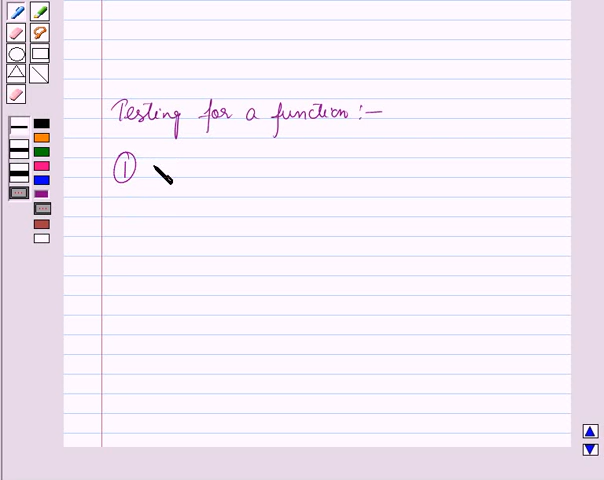 Testing for a function :-
①